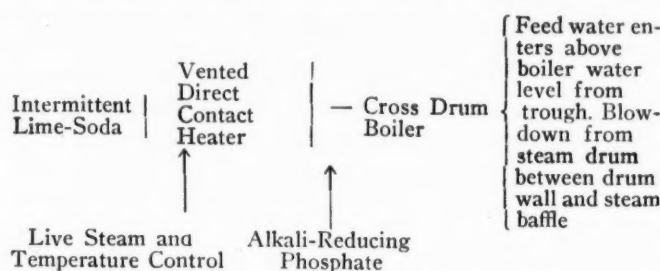 Intermittent
Lime-Soda
Vented
Direct
Contact
Heater
— Cross Drum
Boiler
Feed water en-
ters above
boiler water
level from
trough. Blow-
down from
steam drum
between drum
wall and steam
baffle
Live Steam and
Temperature Control
Alkali-Reducing
Phosphate